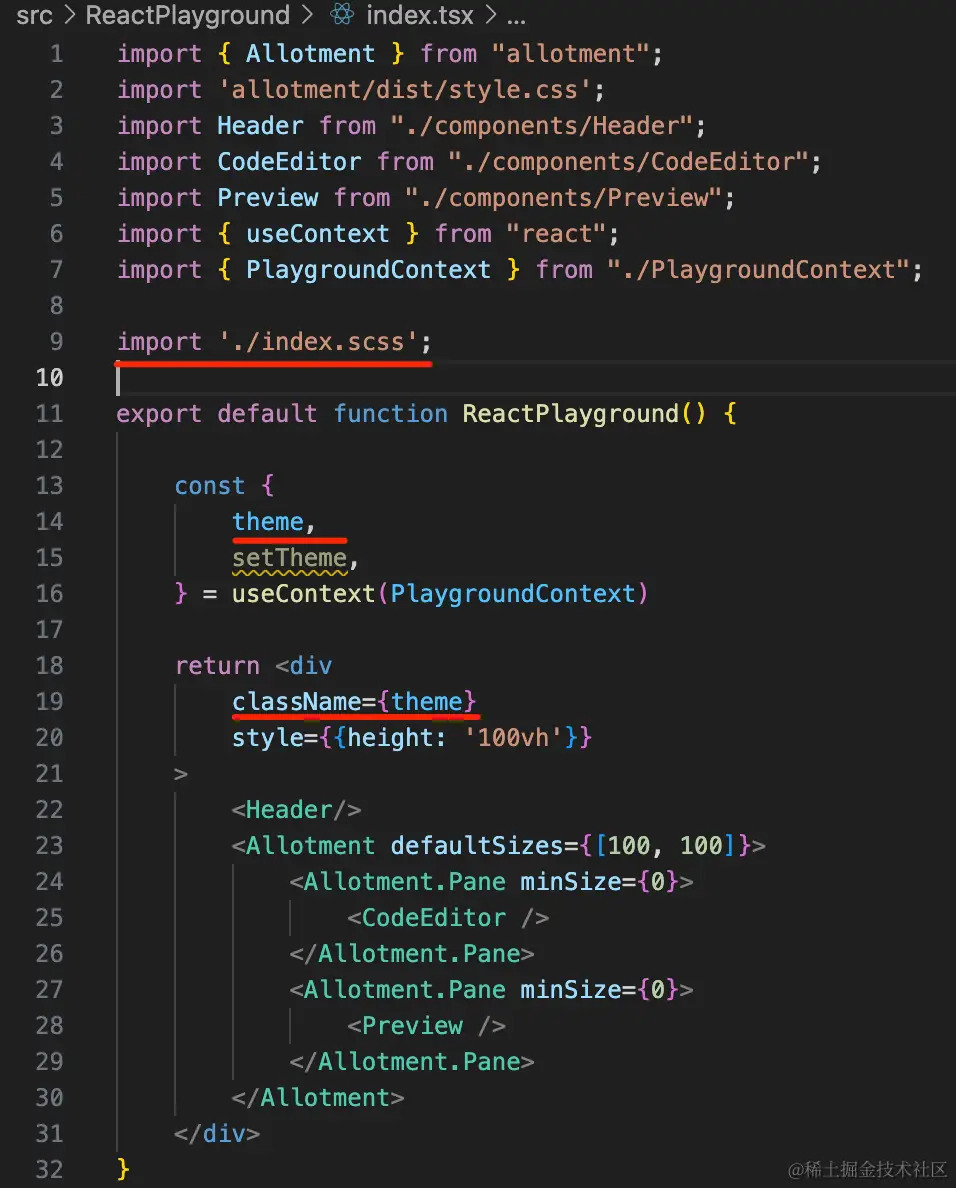 src > ReactPlayground > index.tsx > ...
1 import { Allotment } from "allotment";
2 import 'allotment/dist/style.css';
3 import Header from "./components/Header";
4 import CodeEditor from "./components/CodeEditor";
5 import Preview from "./components/Preview";
6 import { useContext } from "react";
7 import { PlaygroundContext } from "./PlaygroundContext";
8
9 import './index.scss';
10
11 export default function ReactPlayground() {
12
13     const {
14         theme,
15         setTheme,
16     } = useContext(PlaygroundContext)
17
18     return <div
19         className={theme}
20         style={{height: '100vh'}}
21     >
22         <Header/>
23         <Allotment defaultSizes={[100, 100]}>
24             <Allotment.Pane minSize={0}>
25                 <CodeEditor />
26             </Allotment.Pane>
27             <Allotment.Pane minSize={0}>
28                 <Preview />
29             </Allotment.Pane>
30         </Allotment>
31     </div>
32 }
@稀土掘金技术社区